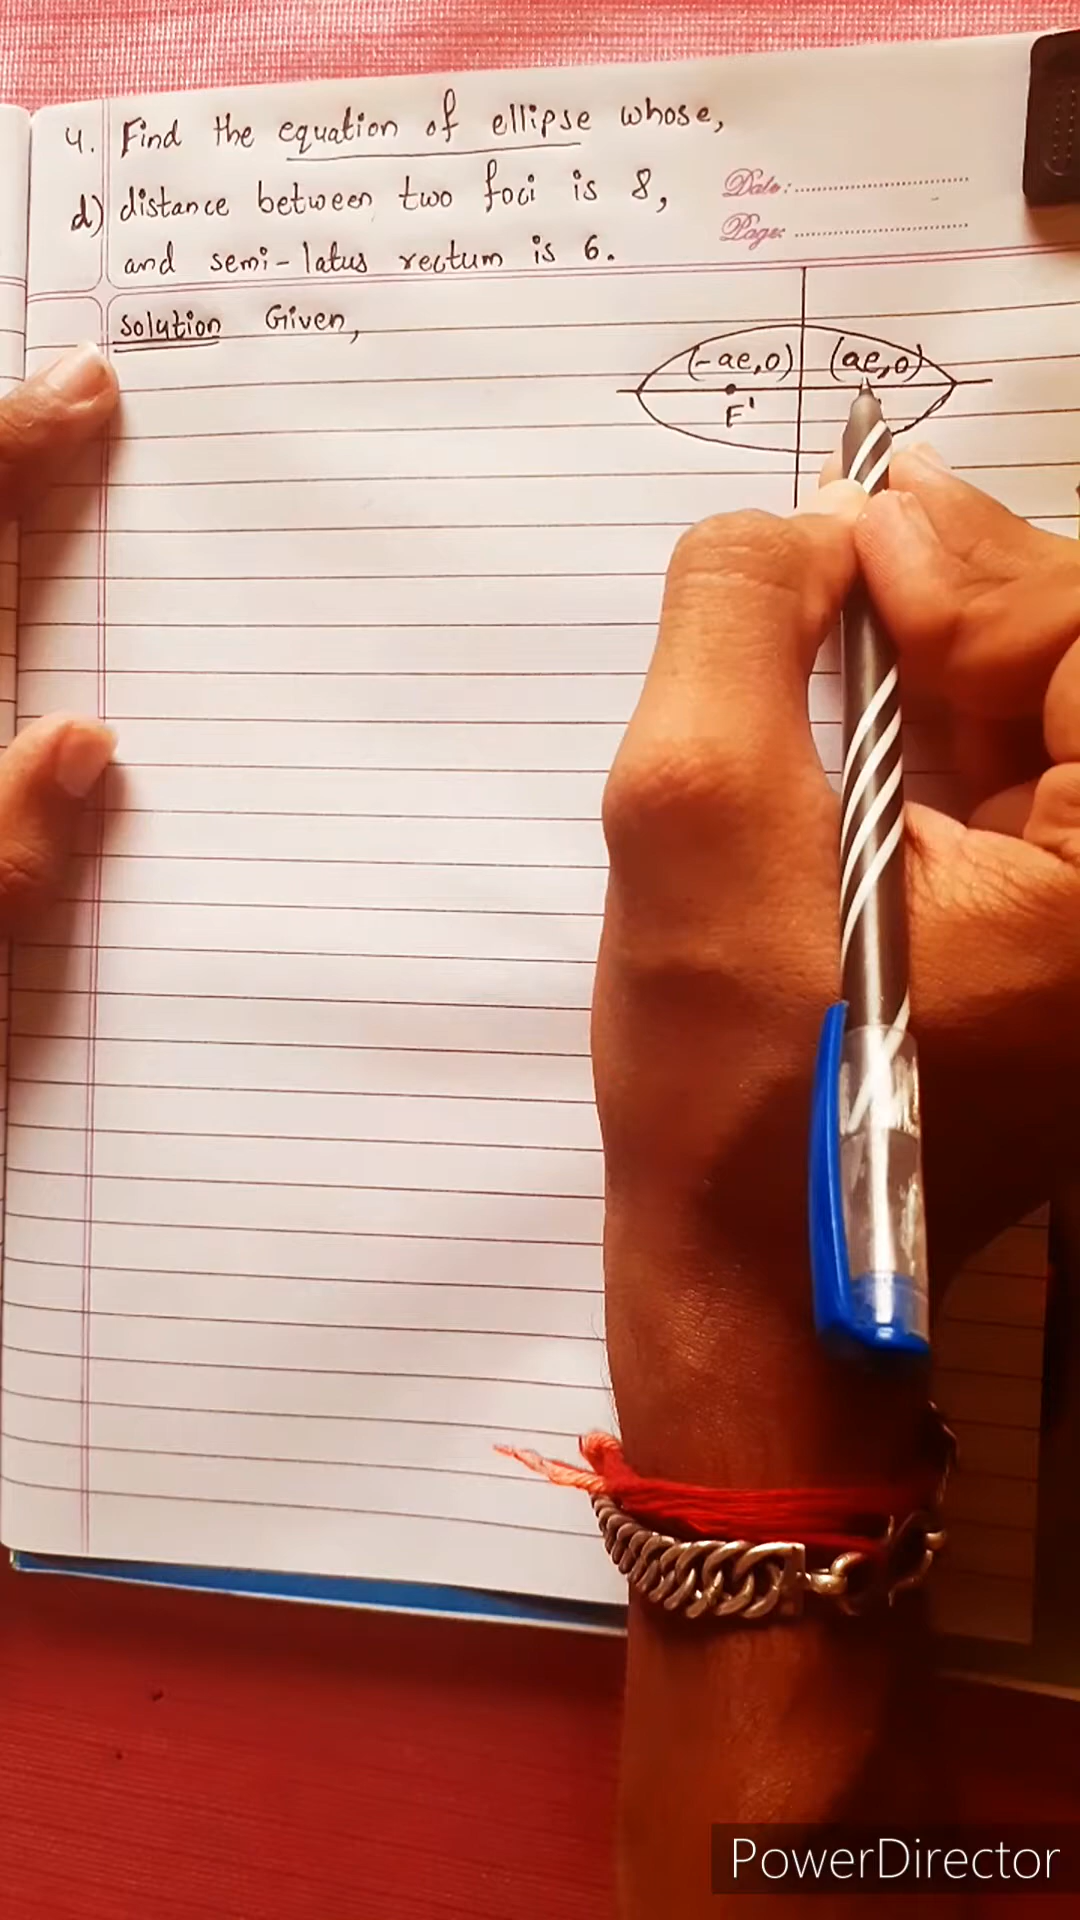 4. Find the equation of ellipse whose,
d) distance between two foci is 8,
and semi-latus rectum is 6.
Date:
Page:
Solution Given,
(-ae,0) (ae,0)
F'
PowerDirector